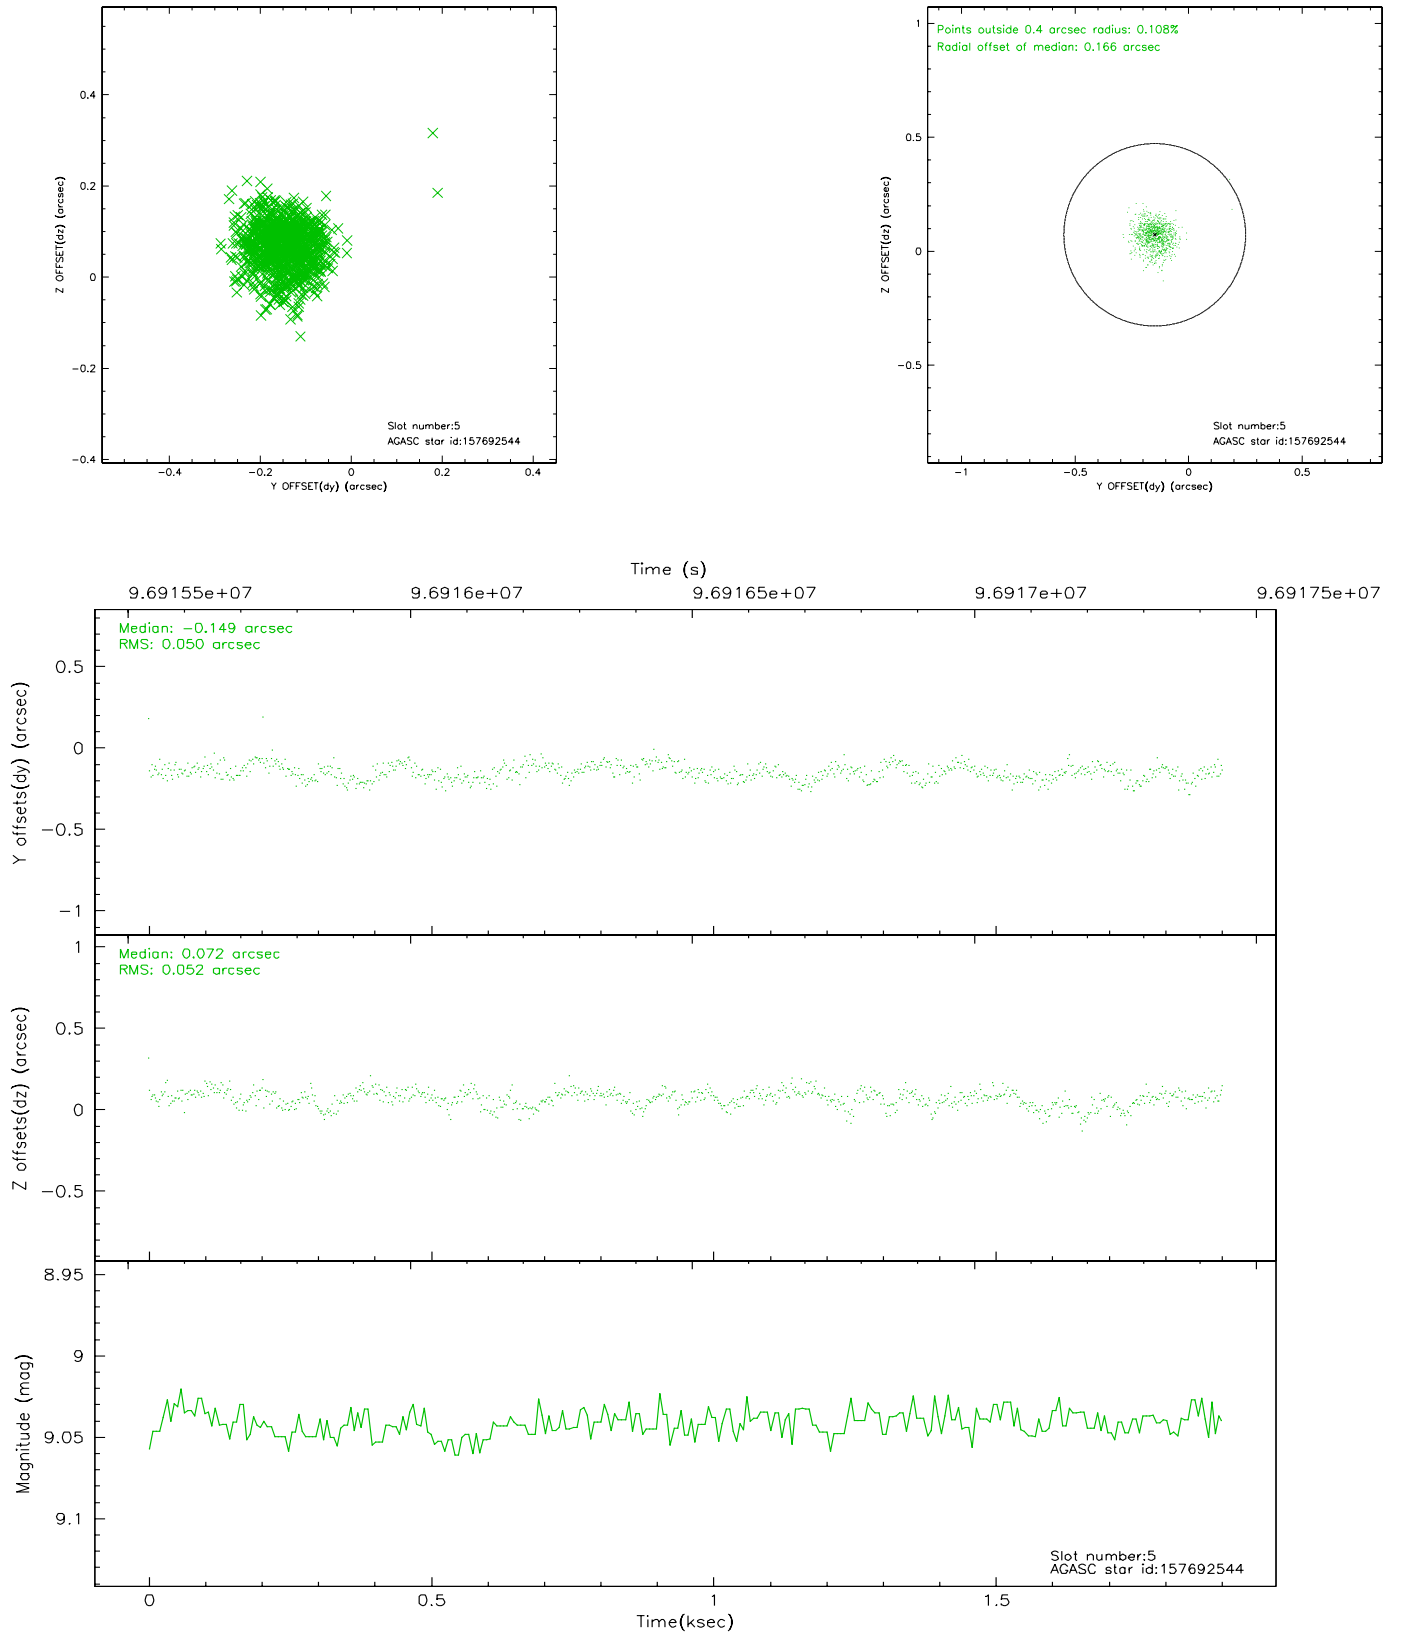 0.4
0.2
0
−0.2
−0.4
Z OFFSET(dz) (arcsec)
Slot number:5
AGASC star id:157692544
−0.4
−0.2
0
0.2
0.4
Y OFFSET(dy) (arcsec)
Points outside 0.4 arcsec radius: 0.108%
Radial offset of median: 0.166 arcsec
1
0.5
0
−0.5
Z OFFSET(dz) (arcsec)
Slot number:5
AGASC star id:157692544
−1
−0.5
0
0.5
Y OFFSET(dy) (arcsec)
Time (s)
9.69155e+07
9.6916e+07
9.69165e+07
9.6917e+07
9.69175e+07
Median: −0.149 arcsec
RMS: 0.050 arcsec
0.5
0
−0.5
−1
Y offsets(dy) (arcsec)
Median: 0.072 arcsec
RMS: 0.052 arcsec
1
0.5
0
−0.5
Z offsets(dz) (arcsec)
8.95
9
9.05
9.1
Magnitude (mag)
Slot number:5
AGASC star id:157692544
0
0.5
1
1.5
Time(ksec)